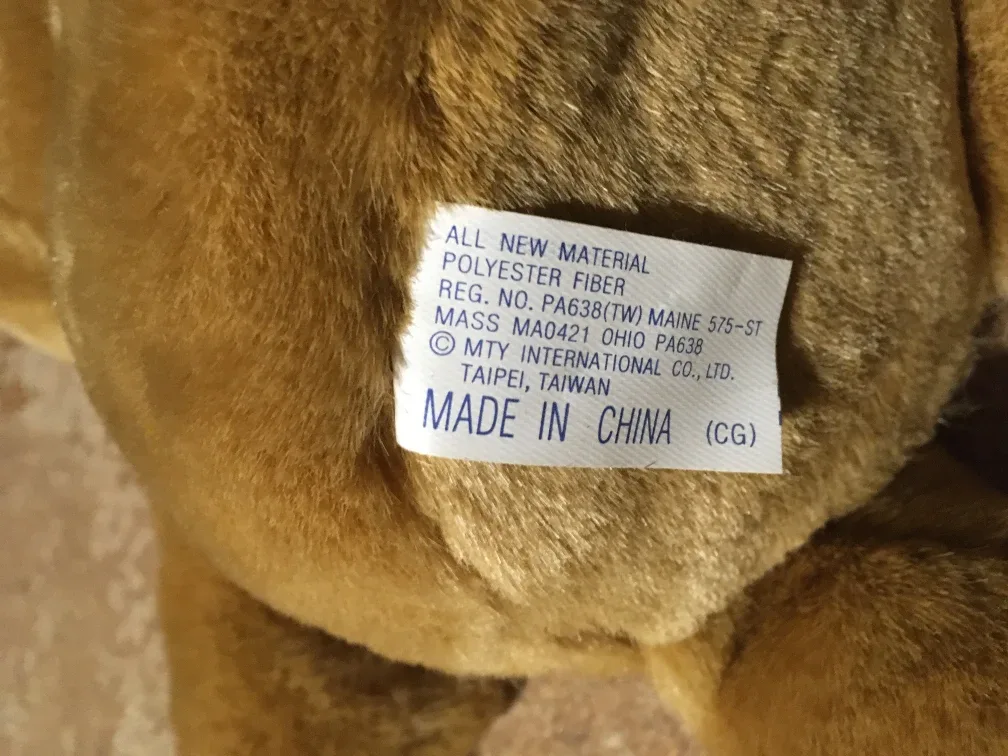 ALL NEW MATERIAL
POLYESTER FIBER
REG. NO. PA638(TW) MAINE 575-ST
MASS MA0421 OHIO PA638
© MTY INTERNATIONAL CO., LTD.
TAIPEI, TAIWAN
MADE IN CHINA (CG)